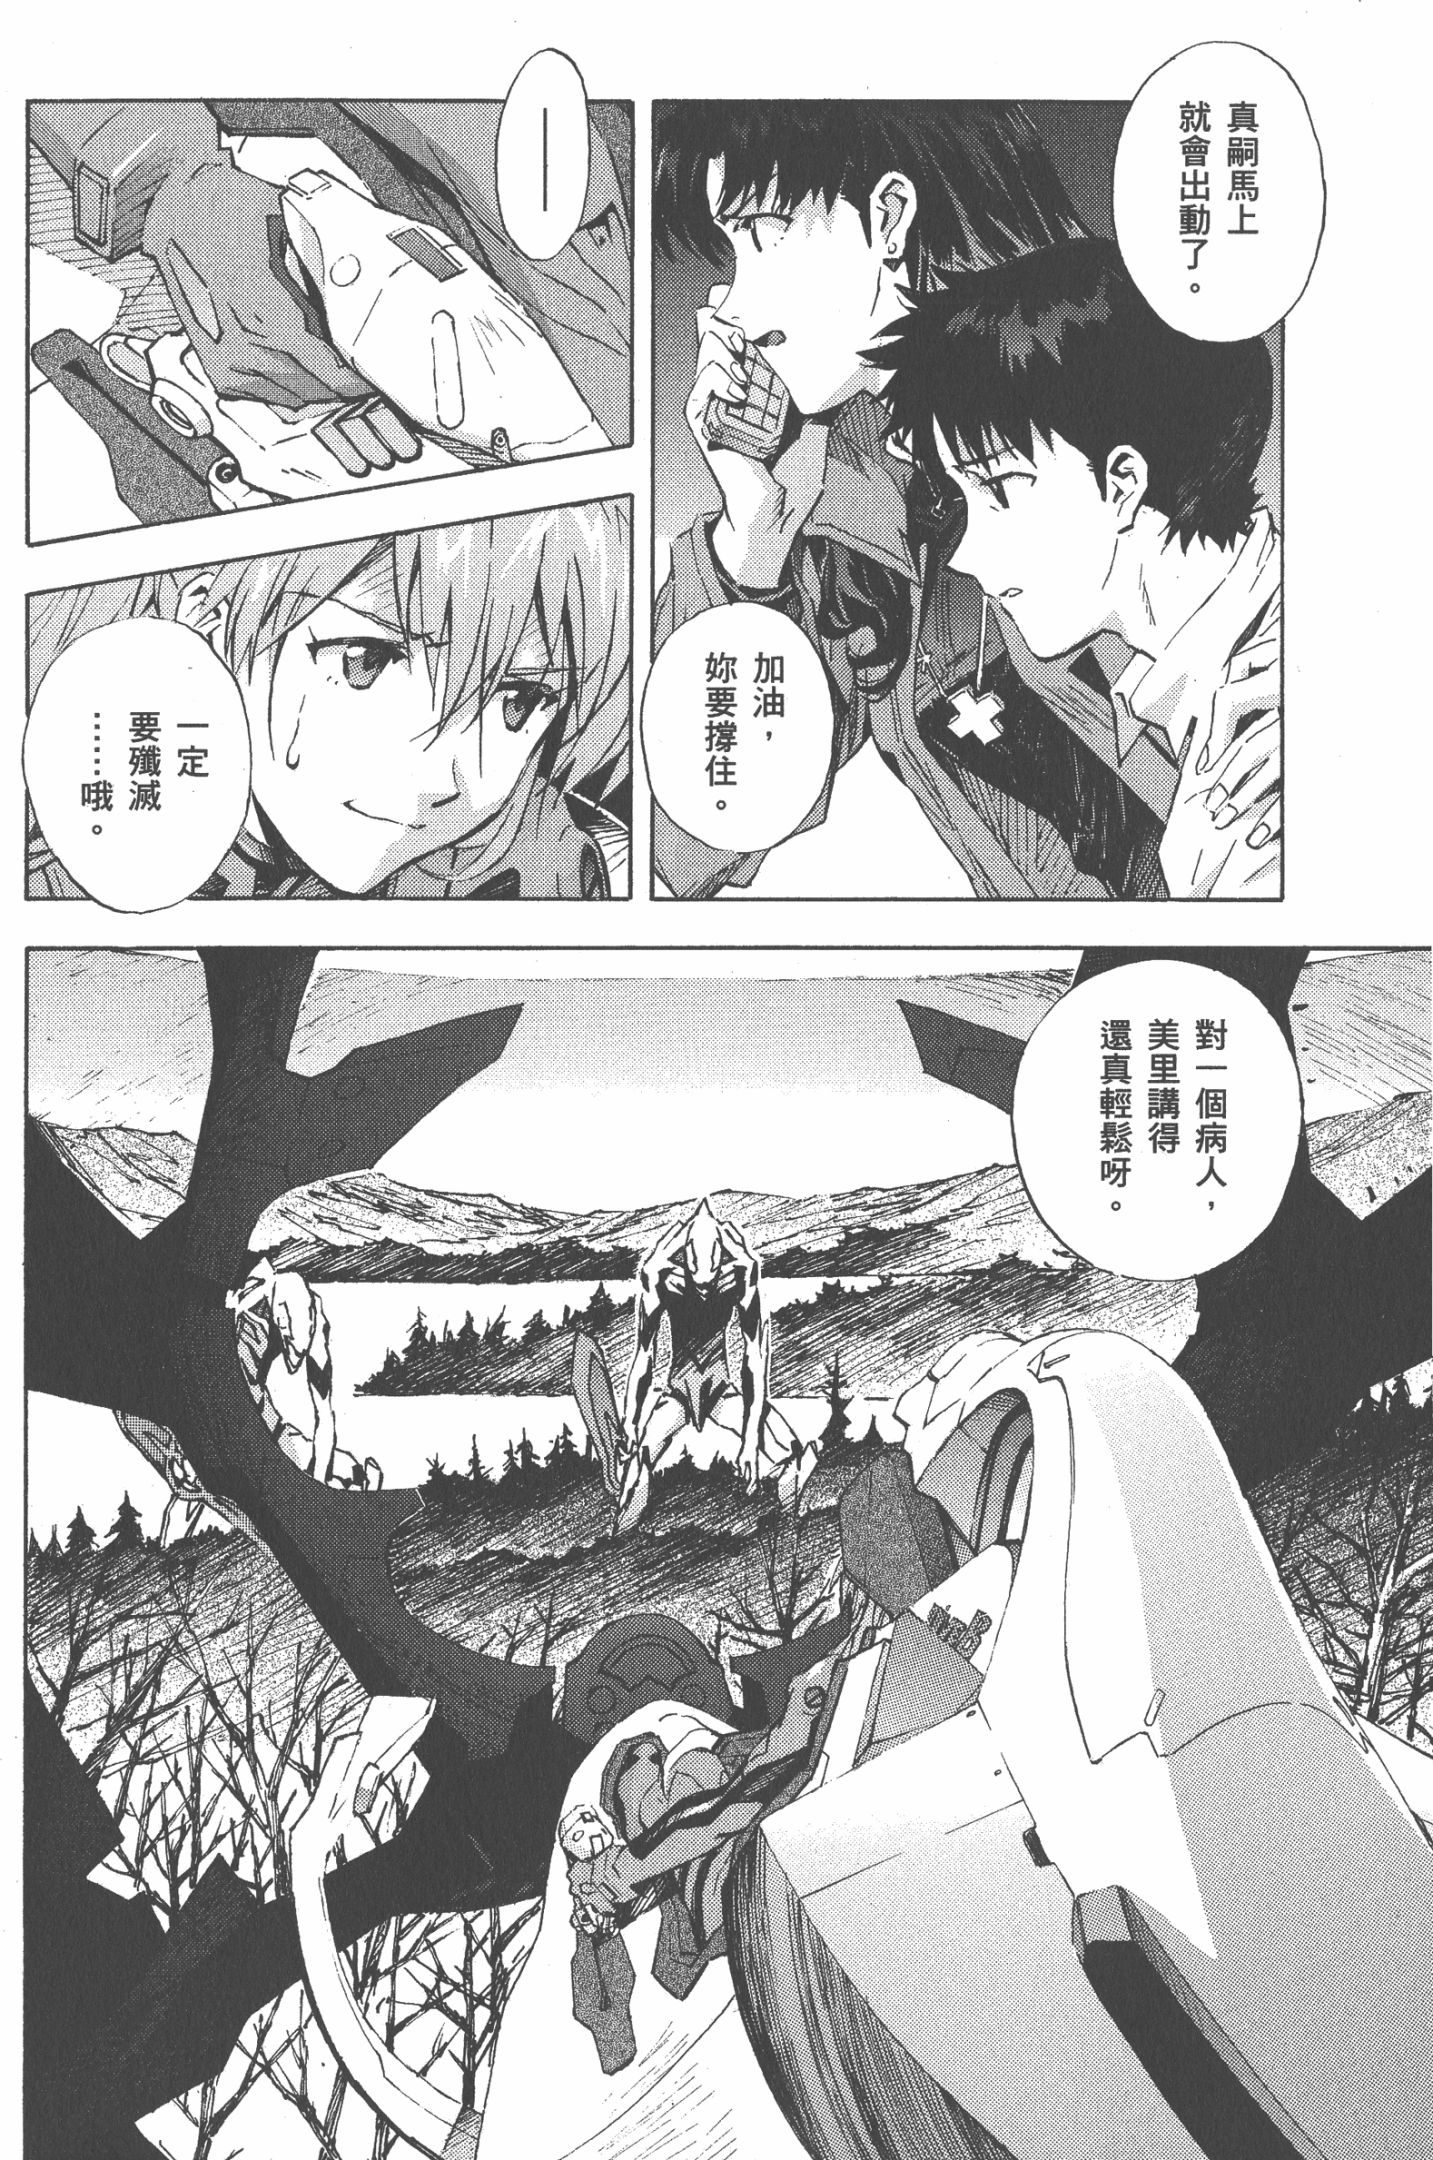 真嗣馬上
就會出動了。
加油，
妳要撐住。
——
一定
要殲滅
……哦。
對一個病人，
美里講得
還真輕鬆呀。